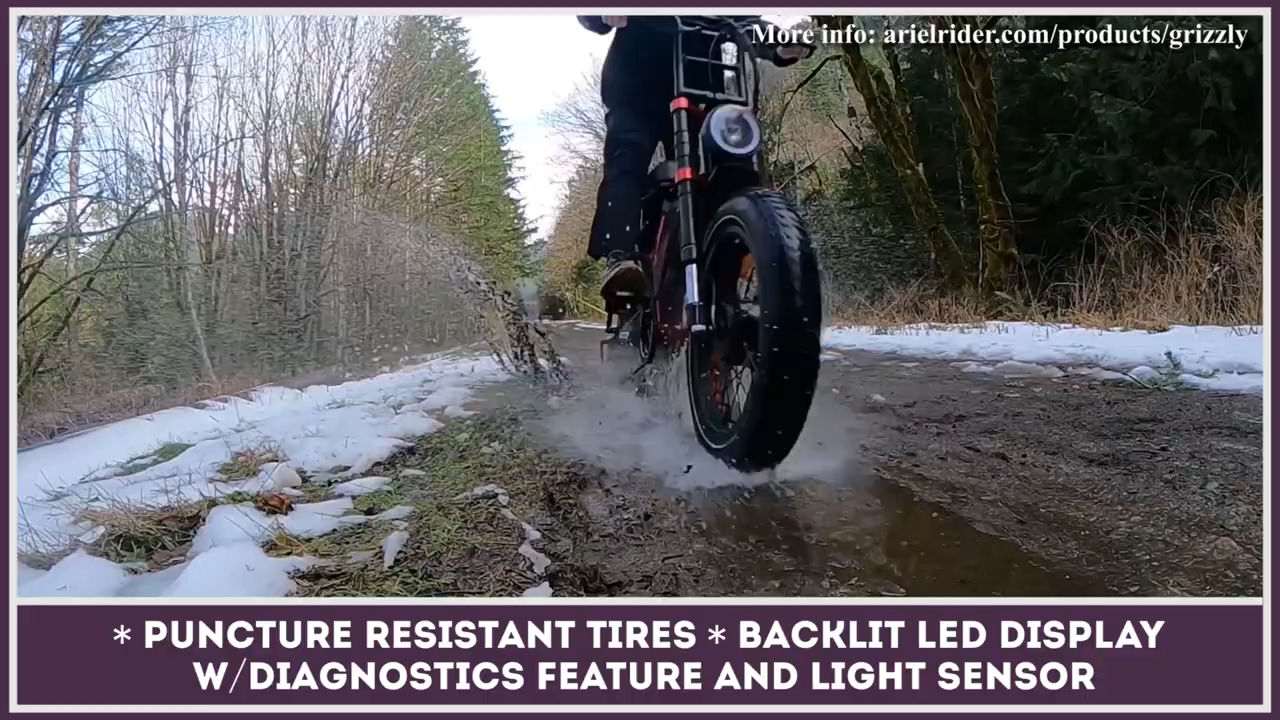 More info: arielrider.com/products/grizzly
* PUNCTURE RESISTANT TIRES * BACKLIT LED DISPLAY
W/DIAGNOSTICS FEATURE AND LIGHT SENSOR